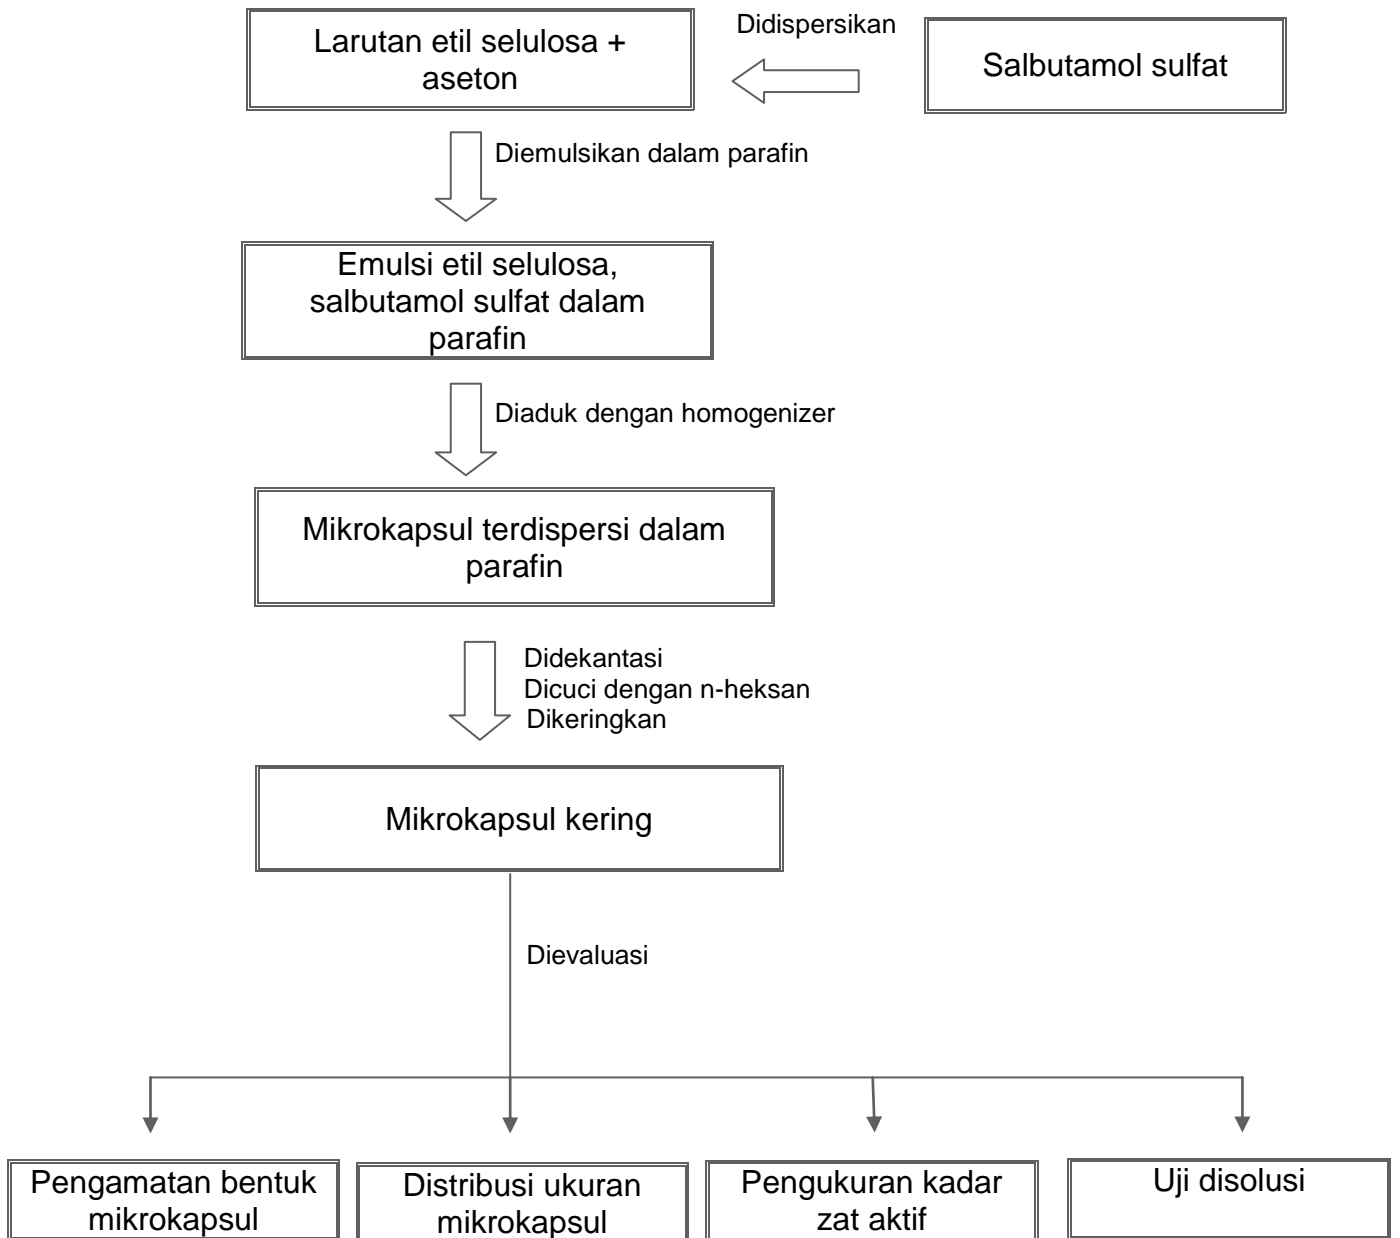 Larutan etil selulosa +
aseton
Didispersikan
Salbutamol sulfat
Diemulsikan dalam parafin
Emulsi etil selulosa,
salbutamol sulfat dalam
parafin
Diaduk dengan homogenizer
Mikrokapsul terdispersi dalam
parafin
Didekantasi
Dicuci dengan n-heksan
Dikeringkan
Mikrokapsul kering
Dievaluasi
Pengamatan bentuk
mikrokapsul
Distribusi ukuran
mikrokapsul
Pengukuran kadar
zat aktif
Uji disolusi